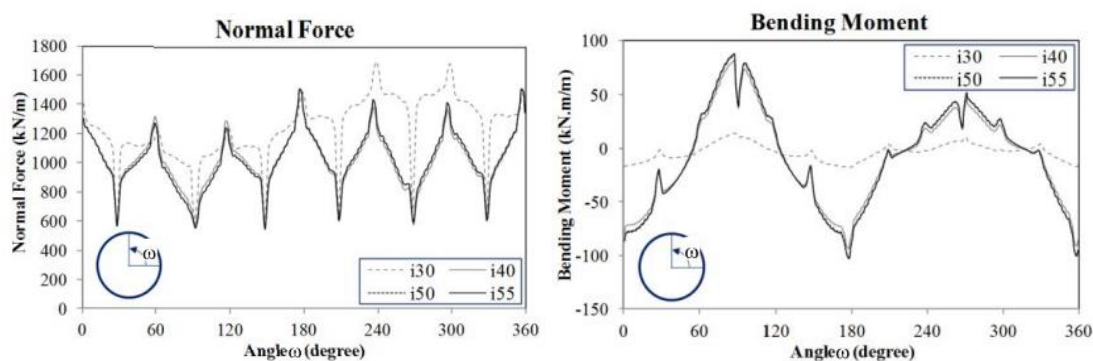 Normal Force
Normal Force (kN/m)
1800
1600
1400
1200
1000
800
600
400
200
0
ω
i30 i40
i50 i55
0 60 120 180 240 300 360
Angleω (degree)
Bending Moment
Bending Moment (kN.m/m)
100
50
0
-50
-100
-150
i30 i40
i50 i55
ω
0 60 120 180 240 300 360
Angleω (degree)